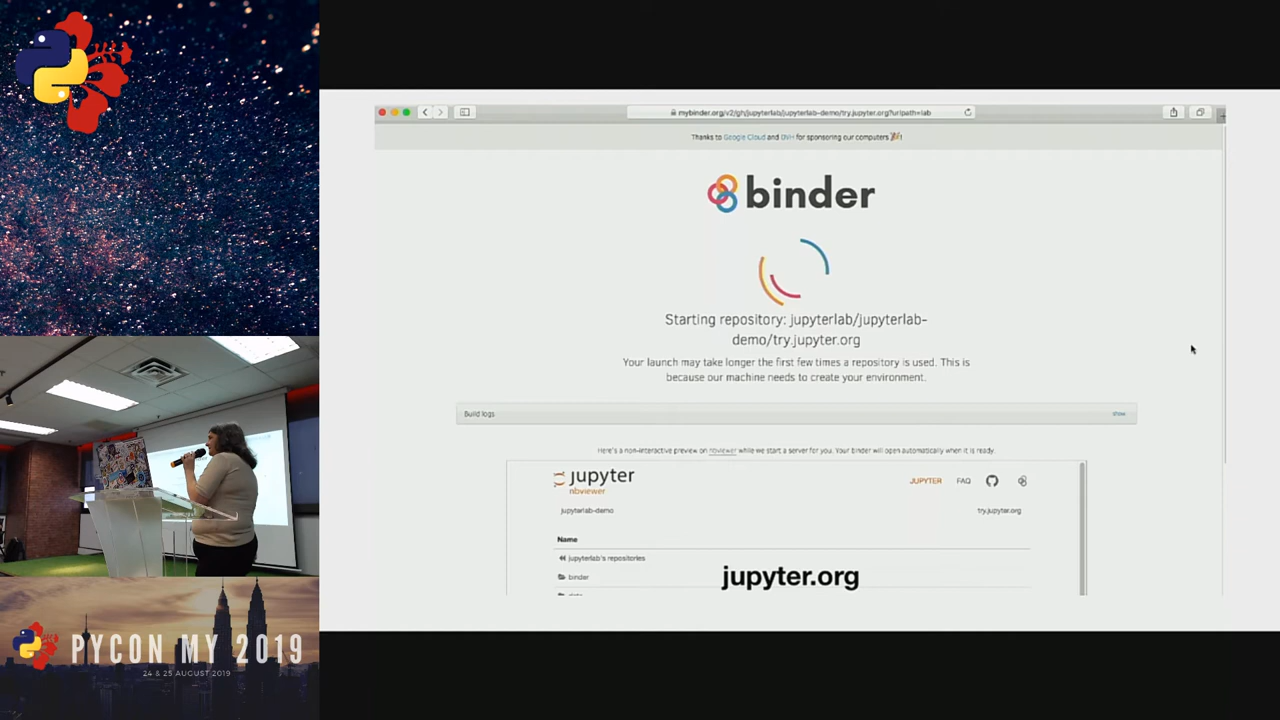 mybinder.org/v2/gh/jupyterlab/jupyterlab-demo/try.jupyter.org?urlpath=lab
Thanks to Google Cloud and OVH for sponsoring our computers 🎉!
binder
Starting repository: jupyterlab/jupyterlab-
demo/try.jupyter.org
Your launch may take longer the first few times a repository is used. This is
because our machine needs to create your environment.
Build logs
show
Here's a non-interactive preview on nbviewer while we start a server for you. Your binder will open automatically when it is ready.
jupyter
nbviewer
JUPYTER
FAQ
jupyterlab-demo
try.jupyter.org
Name
jupyterlab's repositories
binder
jupyter.org
PYCON MY 2019
24 & 25 AUGUST 2019